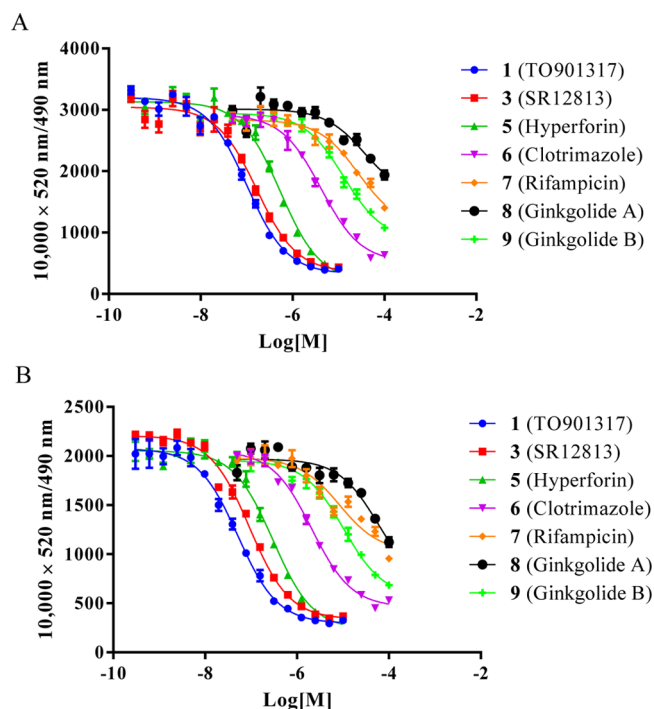 A
10,000 × 520 nm/490 nm
4000
3000
2000
1000
0
-10
-8
-6
-4
-2
Log[M]
1 (TO901317)
3 (SR12813)
5 (Hyperforin)
6 (Clotrimazole)
7 (Rifampicin)
8 (Ginkgolide A)
9 (Ginkgolide B)
B
10,000 × 520 nm/490 nm
2500
2000
1500
1000
500
0
-10
-8
-6
-4
-2
Log[M]
1 (TO901317)
3 (SR12813)
5 (Hyperforin)
6 (Clotrimazole)
7 (Rifampicin)
8 (Ginkgolide A)
9 (Ginkgolide B)